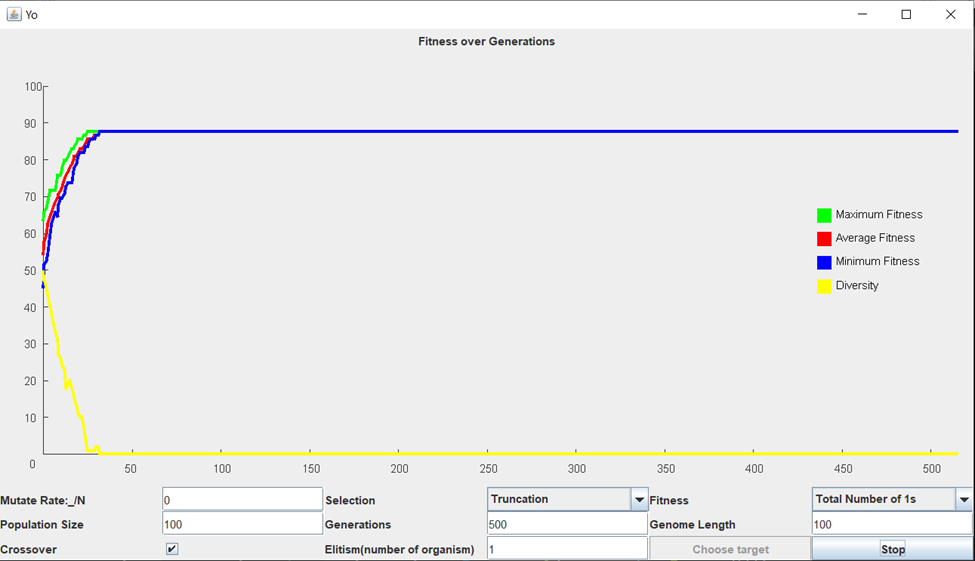 Yo
Fitness over Generations
100
90
80
70
60
50
40
30
20
10
0
50 100 150 200 250 300 350 400 450 500
Maximum Fitness
Average Fitness
Minimum Fitness
Diversity
Mutate Rate:_/N 0 Selection Truncation Fitness Total Number of 1s
Population Size 100 Generations 500 Genome Length 100
Crossover Elitism(number of organism) 1 Choose target Stop